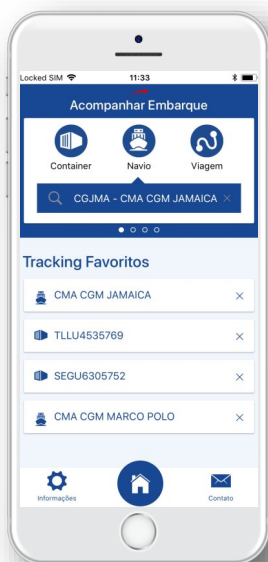 Locked SIM 11:33
Acompanhar Embarque
Container Navio Viagem
CGJMA - CMA CGM JAMAICA ×
Tracking Favoritos
CMA CGM JAMAICA ×
TLLU4535769 ×
SEGU6305752 ×
CMA CGM MARCO POLO ×
Informações Contato